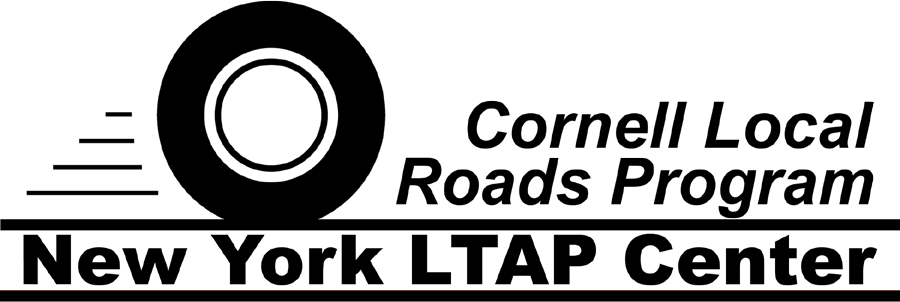 Cornell Local
Roads Program
New York LTAP Center